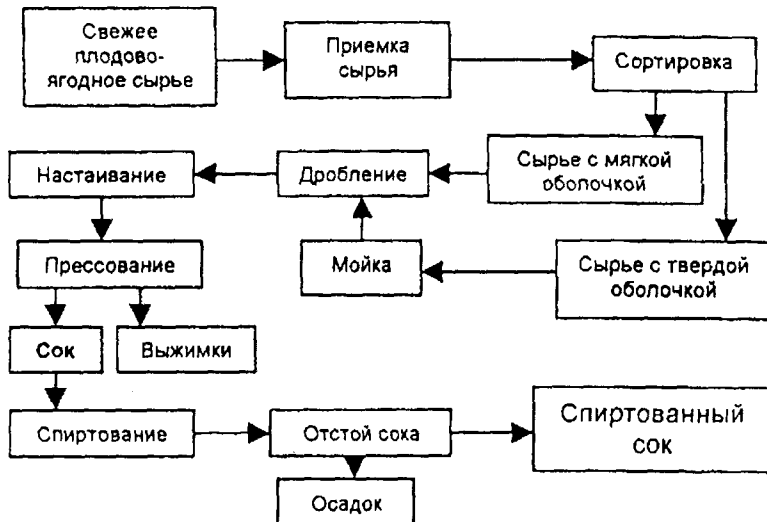 Свежее
плодово-
ягодное сырье
Приемка
сырья
Сортировка
Настаивание
Дробление
Сырье с мягкой
оболочкой
Прессование
Мойка
Сырье с твердой
оболочкой
Сок
Выжимки
Спиртование
Отстой сока
Спиртованный
сок
Осадок